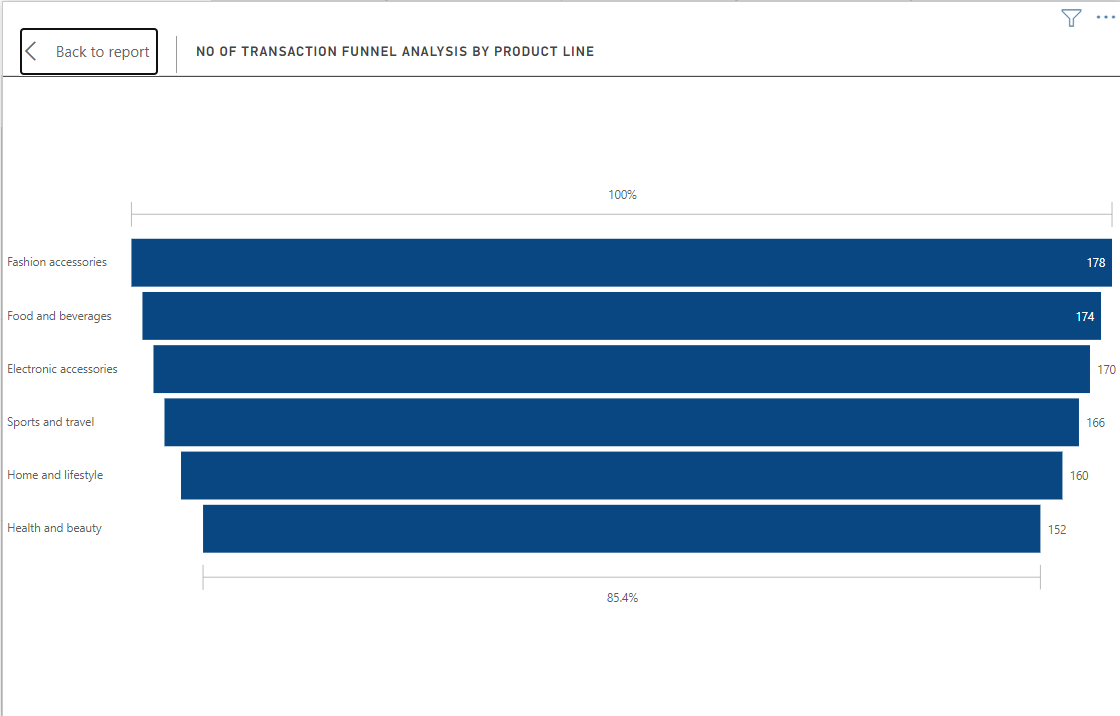 Back to report
NO OF TRANSACTION FUNNEL ANALYSIS BY PRODUCT LINE
100%
Fashion accessories 178
Food and beverages 174
Electronic accessories 170
Sports and travel 166
Home and lifestyle 160
Health and beauty 152
85.4%